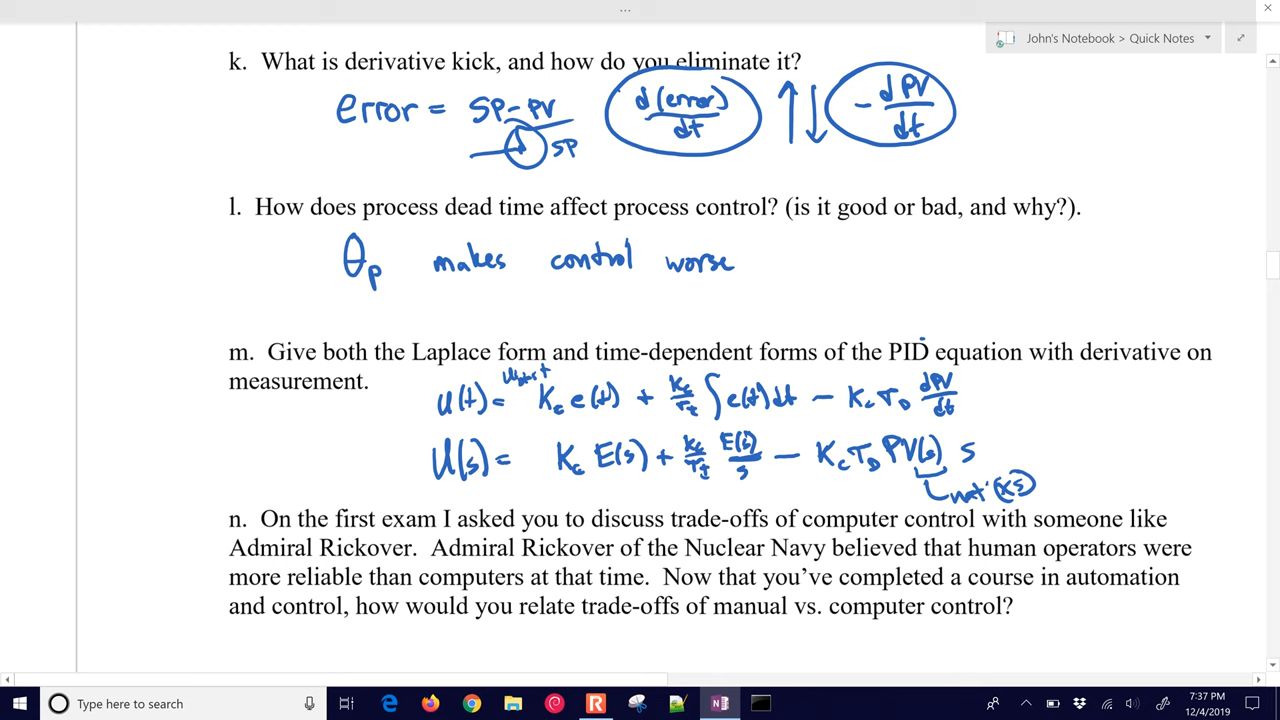 John's Notebook > Quick Notes
k. What is derivative kick, and how do you eliminate it?
error = SP - PV d(error)/dt - dPV/dt
SP
l. How does process dead time affect process control? (is it good or bad, and why?).
θp makes control worse
m. Give both the Laplace form and time-dependent forms of the PID equation with derivative on
measurement.
u(t) = Kc e(t) + Kc/τI ∫e(t)dt - Kc τD dPV/dt
U(s) = Kc E(s) + Kc/τI E(s)/s - Kc τD PV(s) s
not (x s)
n. On the first exam I asked you to discuss trade-offs of computer control with someone like
Admiral Rickover. Admiral Rickover of the Nuclear Navy believed that human operators were
more reliable than computers at that time. Now that you've completed a course in automation
and control, how would you relate trade-offs of manual vs. computer control?
Type here to search
7:37 PM
12/4/2019